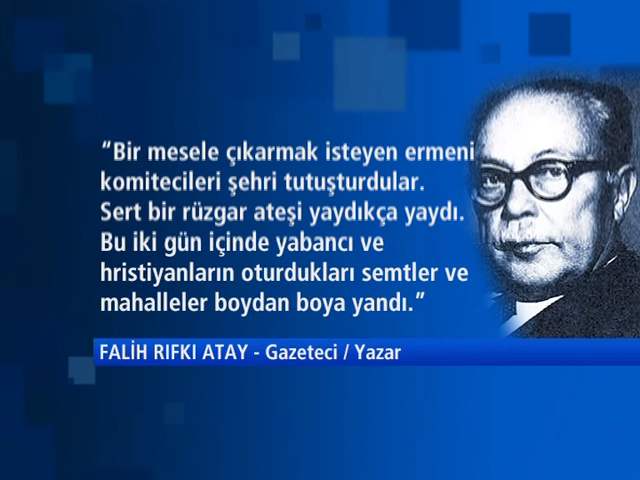 “Bir mesele çıkarmak isteyen ermeni
komitecileri şehri tutuşturdular.
Sert bir rüzgar ateşi yaydıkça yaydı.
Bu iki gün içinde yabancı ve
hristiyanların oturdukları semtler ve
mahalleler boydan boya yandı.”
FALİH RIFKI ATAY - Gazeteci / Yazar